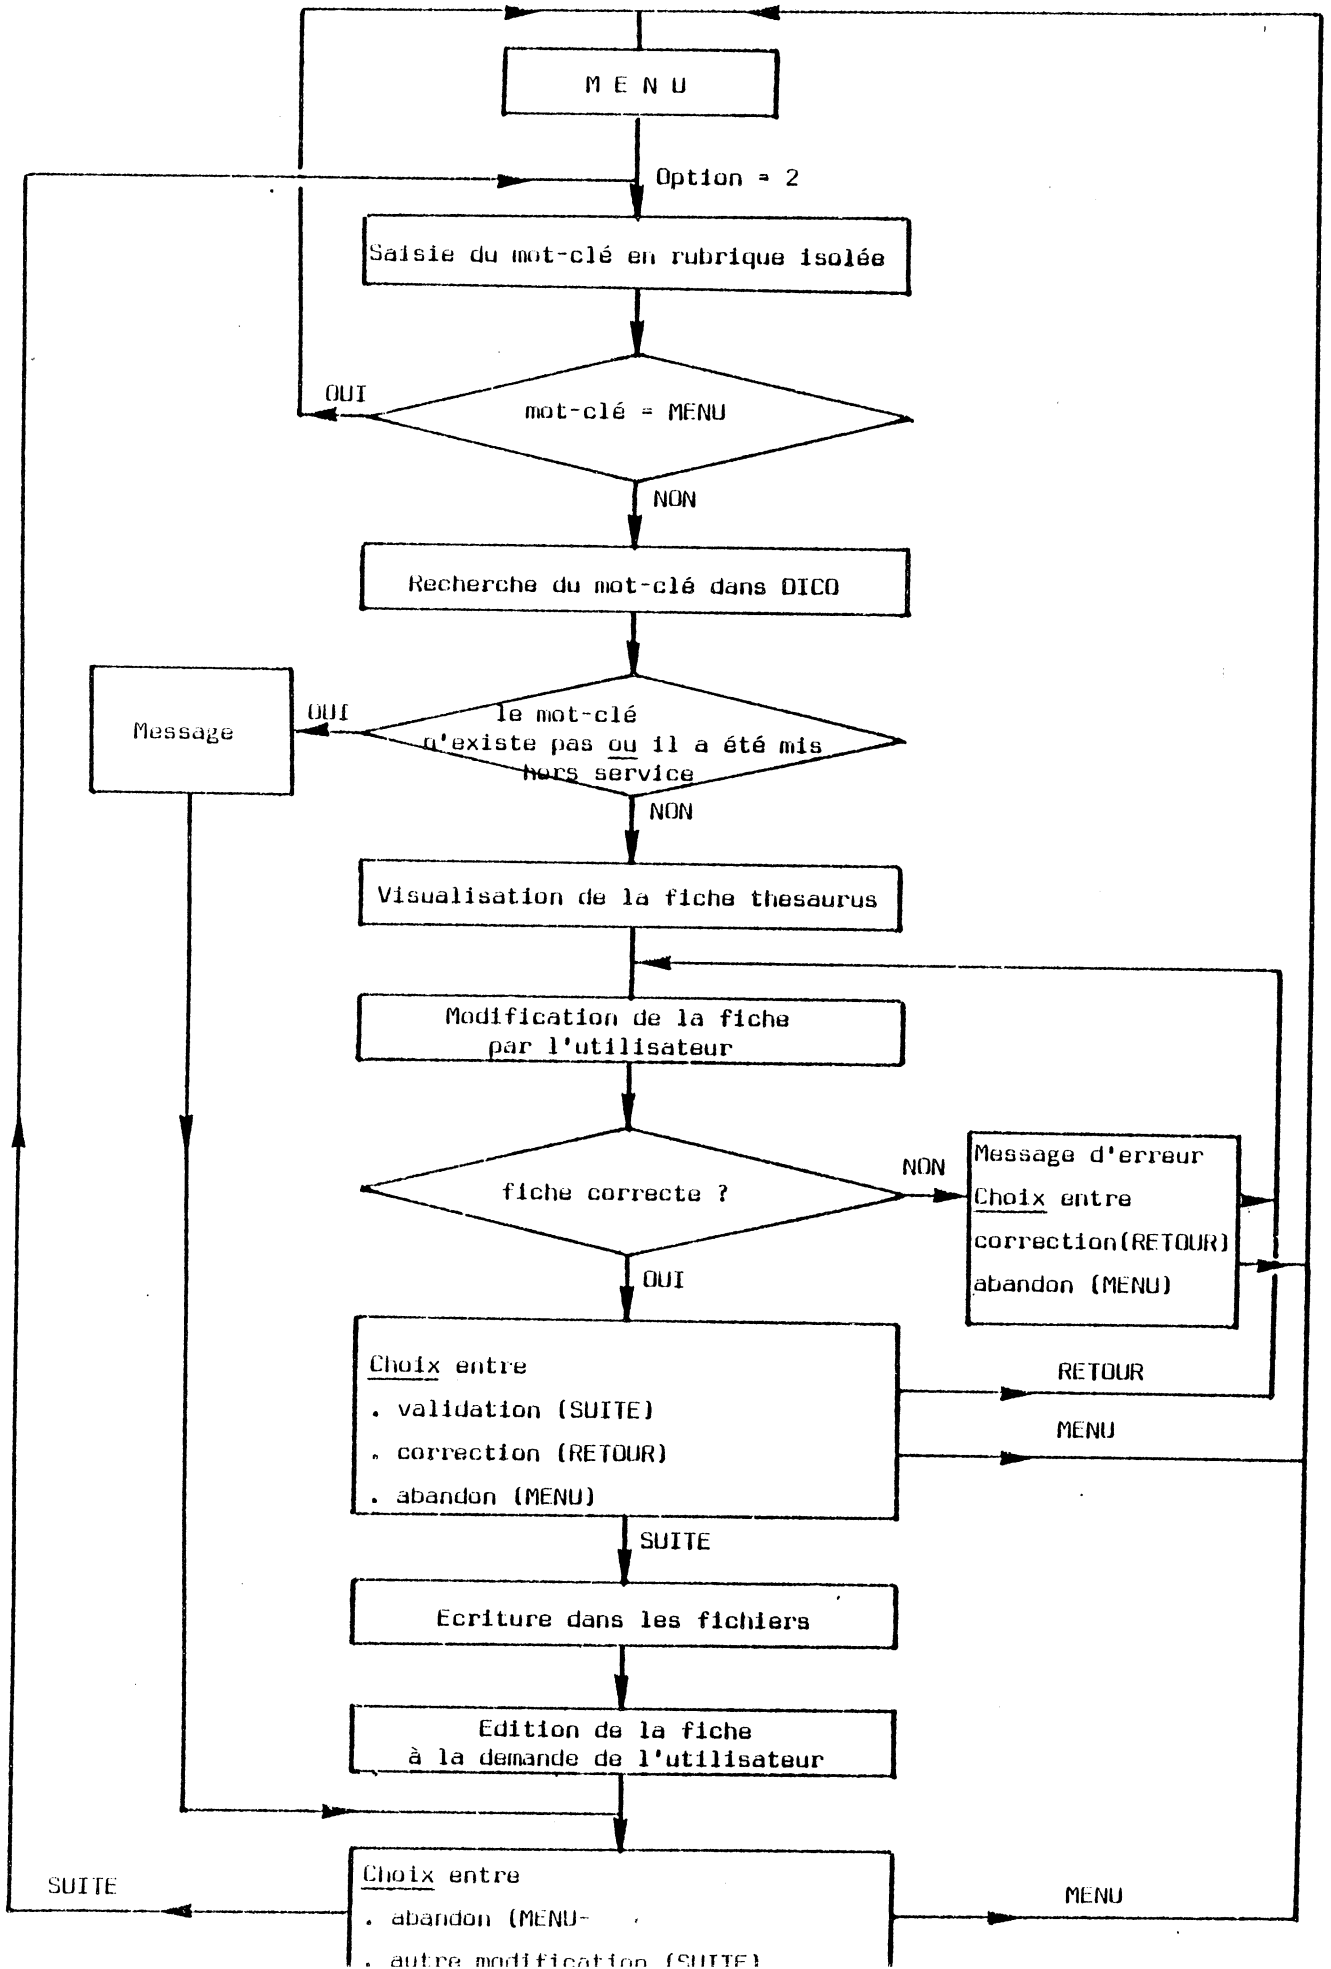 M E N U
Option = 2
Saisie du mot-clé en rubrique isolée
OUI
mot-clé = MENU
NON
Recherche du mot-clé dans DICO
Message
OUI
le mot-clé
n'existe pas ou il a été mis
hors service
NON
Visualisation de la fiche thesaurus
Modification de la fiche
par l'utilisateur
fiche correcte ?
NON
Message d'erreur
Choix entre
correction(RETOUR)
abandon (MENU)
OUI
Choix entre
. validation (SUITE)
. correction (RETOUR)
. abandon (MENU)
RETOUR
MENU
SUITE
Ecriture dans les fichiers
Edition de la fiche
à la demande de l'utilisateur
SUITE
Choix entre
. abandon (MENU-
. autre modification (SUITE)
MENU